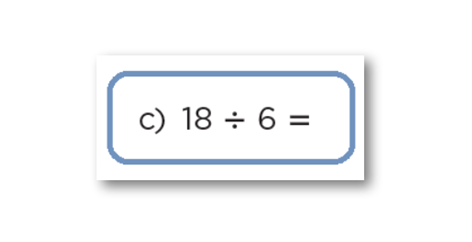 c) 18 ÷ 6 =